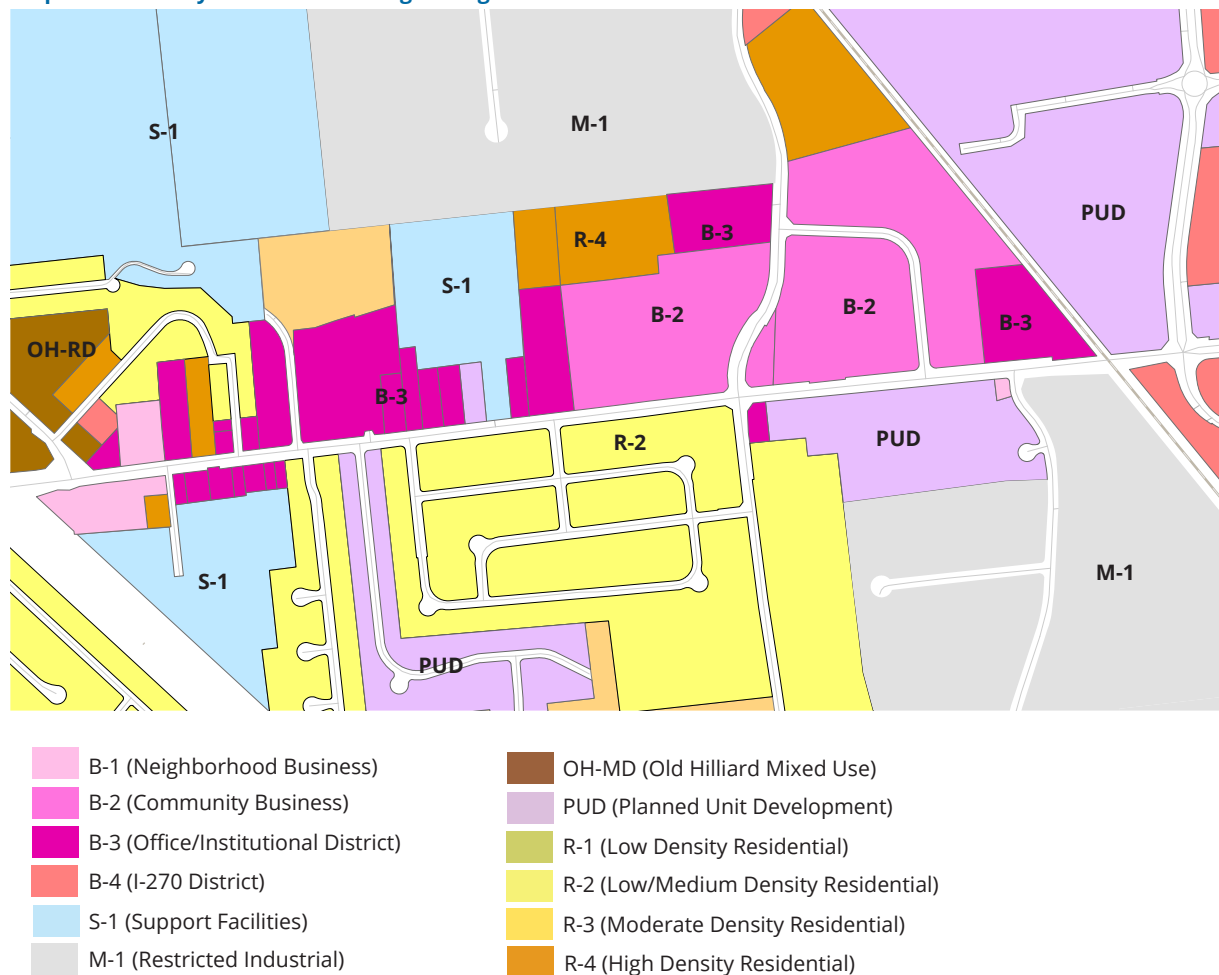 S-1
M-1
PUD
R-4
B-3
S-1
B-2
B-2
B-3
OH-RD
B-3
R-2
PUD
S-1
M-1
PUD
B-1 (Neighborhood Business)
B-2 (Community Business)
B-3 (Office/Institutional District)
B-4 (I-270 District)
S-1 (Support Facilities)
M-1 (Restricted Industrial)
OH-MD (Old Hilliard Mixed Use)
PUD (Planned Unit Development)
R-1 (Low Density Residential)
R-2 (Low/Medium Density Residential)
R-3 (Moderate Density Residential)
R-4 (High Density Residential)